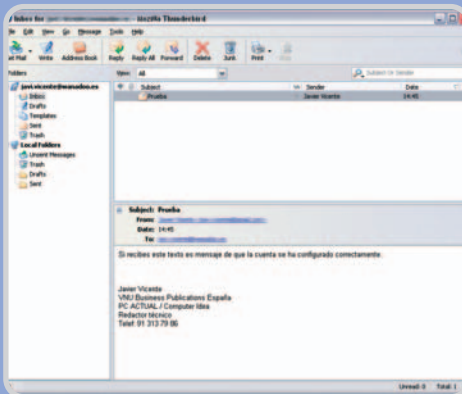 Inbox for - Mozilla Thunderbird
File Edit View Go Message Tools Help
Get Mail Write Address Book Reply Reply All Forward Delete Junk Print Stop
Folders View: All Subject Or Sender
javi.vicente@wanadoo.es
Inbox
Drafts
Templates
Sent
Trash
Local Folders
Unsent Messages
Trash
Drafts
Sent
Subject Sender Date
Prueba Javier Vicente 14:45
Subject: Prueba
From:
Date: 14:45
To:
Si recibes este texto es mensaje de que la cuenta se ha configurado correctamente.
Javier Vicente
VNU Business Publications España
PC ACTUAL / Computer Idea
Redactor técnico
Telef: 91 313 79 86
Unread: 0 Total: 1